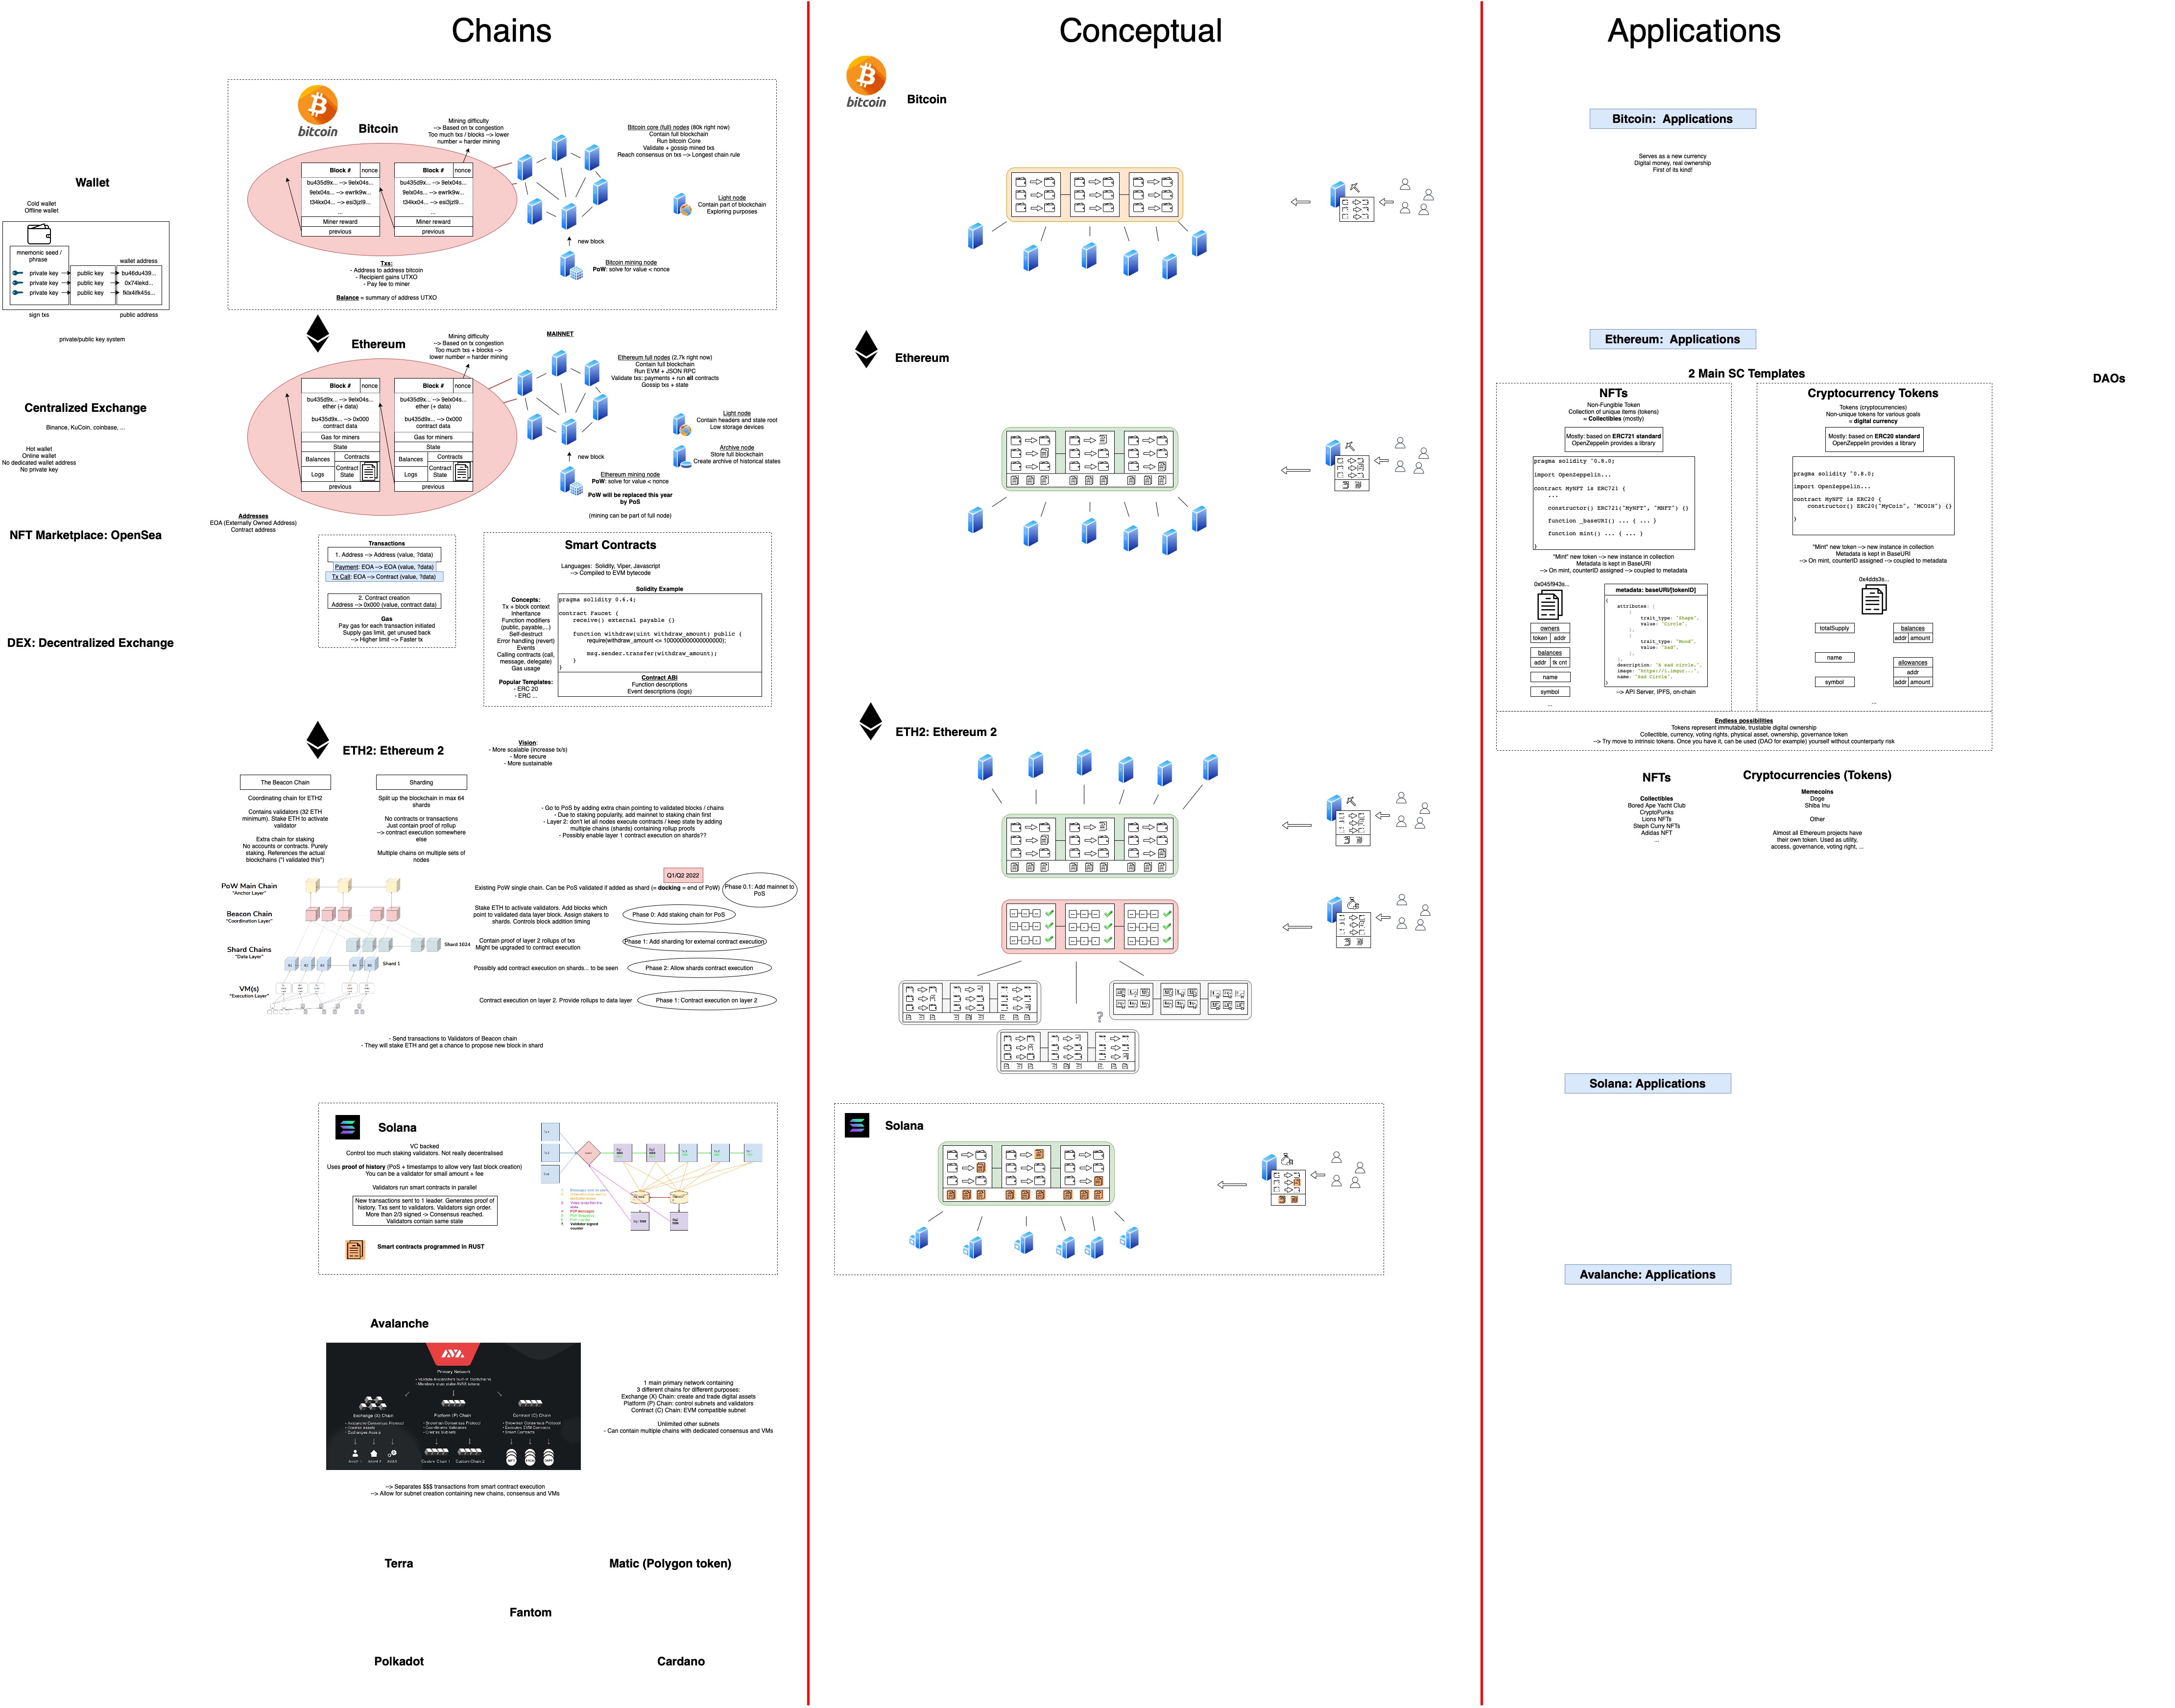 Chains
Conceptual
Applications
Wallet
Cold wallet
Offline wallet
mnemonic seed /
phrase
wallet address
private key
public key
bu46du439...
private key
public key
0x74lekd...
private key
public key
fklx4lfk45s...
sign txs
public address
private/public key system
Centralized Exchange
Binance, KuCoin, coinbase, ...
Hot wallet
Online wallet
No dedicated wallet address
No private key
NFT Marketplace: OpenSea
DEX: Decentralized Exchange
bitcoin
Bitcoin
Mining difficulty
--> Based on tx congestion
Too much txs / blocks --> lower
number = harder mining
Block #
nonce
bu435d9x... --> 9elx04s...
9elx04s... --> ewrlk9w...
t34kx04... --> esi3jzl9...
...
Miner reward
previous
Block #
nonce
bu435d9x... --> 9elx04s...
9elx04s... --> ewrlk9w...
t34kx04... --> esi3jzl9...
...
Miner reward
previous
Bitcoin core (full) nodes (80k right now)
Contain full blockchain
Run bitcoin Core
Validate + gossip mined txs
Reach consensus on txs --> Longest chain rule
Light node
Contain part of blockchain
Exploring purposes
new block
Bitcoin mining node
PoW: solve for value < nonce
Txs:
- Address to address bitcoin
- Recipient gains UTXO
- Pay fee to miner
Balance = summary of address UTXO
Ethereum
Mining difficulty
--> Based on tx congestion
Too much txs + blocks -->
lower number = harder mining
MAINNET
Block #
nonce
bu435d9x... --> 9elx04s...
ether (+ data)
bu435d9x... --> 0x000
contract data
Gas for miners
State
Balances
Contracts
Logs
Contract
State
previous
Block #
nonce
bu435d9x... --> 9elx04s...
ether (+ data)
bu435d9x... --> 0x000
contract data
Gas for miners
State
Balances
Contracts
Logs
Contract
State
previous
Ethereum full nodes (2,7k right now)
Contain full blockchain
Run EVM + JSON RPC
Validate txs: payments + run all contracts
Gossip txs + state
Light node
Contain headers and state root
Low storage devices
Archive node
Store full blockchain
Create archive of historical states
new block
Ethereum mining node
PoW: solve for value < nonce
PoW will be replaced this year
by PoS
(mining can be part of full node)
Addresses
EOA (Externally Owned Address)
Contract address
Transactions
1. Address --> Address (value, ?data)
Payment: EOA --> EOA (value, ?data)
Tx Call: EOA --> Contract (value, ?data)
2. Contract creation
Address --> 0x000 (value, contract data)
Gas
Pay gas for each transaction initiated
Supply gas limit, get unused back
--> Higher limit --> Faster tx
Smart Contracts
Languages: Solidity, Viper, Javascript
--> Compiled to EVM bytecode
Solidity Example
Concepts:
Tx + block context
Inheritance
Function modifiers
(public, payable,...)
Self-destruct
Error handling (revert)
Events
Calling contracts (call,
message, delegate)
Gas usage
Popular Templates:
- ERC 20
- ERC ...
pragma solidity 0.6.4;
contract Faucet {
receive() external payable {}
function withdraw(uint withdraw_amount) public {
require(withdraw_amount <= 100000000000000000);
msg.sender.transfer(withdraw_amount);
}
}
Contract ABI
Function descriptions
Event descriptions (logs)
ETH2: Ethereum 2
Vision:
- More scalable (increase tx/s)
- More secure
- More sustainable
The Beacon Chain
Coordinating chain for ETH2
Contains validators (32 ETH
minimum). Stake ETH to activate
validator
Extra chain for staking
No accounts or contracts. Purely
staking. References the actual
blockchains ("I validated this")
Sharding
Split up the blockchain in max 64
shards
No contracts or transactions
Just contain proof of rollup
--> contract execution somewhere
else
Multiple chains on multiple sets of
nodes
- Go to PoS by adding extra chain pointing to validated blocks / chains
- Due to staking popularity, add mainnet to staking chain first
- Layer 2: don't let all nodes execute contracts / keep state by adding
multiple chains (shards) containing rollup proofs
- Possibly enable layer 1 contract execution on shards??
Q1/Q2 2022
PoW Main Chain
"Anchor Layer"
Beacon Chain
"Coordination Layer"
Shard Chains
"Data Layer"
VM(s)
"Execution Layer"
Shard 1024
Shard 1
Existing PoW single chain. Can be PoS validated if added as shard (= docking = end of PoW)
Phase 0.1: Add mainnet to
PoS
Stake ETH to activate validators. Add blocks which
point to validated data layer block. Assign stakers to
shards. Controls block addition timing
Phase 0: Add staking chain for PoS
Contain proof of layer 2 rollups of txs
Might be upgraded to contract execution
Phase 1: Add sharding for external contract execution
Possibly add contract execution on shards... to be seen
Phase 2: Allow shards contract execution
Contract execution on layer 2. Provide rollups to data layer
Phase 1: Contract execution on layer 2
- Send transactions to Validators of Beacon chain
- They will stake ETH and get a chance to propose new block in shard
Solana
VC backed
Control too much staking validators. Not really decentralised
Uses proof of history (PoS + timestamps to allow very fast block creation)
You can be a validator for small amount + fee
Validators run smart contracts in parallel
New transactions sent to 1 leader. Generates proof of
history. Txs sent to validators. Validators sign order.
More than 2/3 signed -> Consensus reached.
Validators contain same state
Smart contracts programmed in RUST
Avalanche
Primary Network
Exchange (X) Chain
Platform (P) Chain
Contract (C) Chain
1 main primary network containing
3 different chains for different purposes:
Exchange (X) Chain: create and trade digital assets
Platform (P) Chain: control subnets and validators
Contract (C) Chain: EVM compatible subnet
Unlimited other subnets
- Can contain multiple chains with dedicated consensus and VMs
--> Separates $$$ transactions from smart contract execution
--> Allow for subnet creation containing new chains, consensus and VMs
Terra
Matic (Polygon token)
Fantom
Polkadot
Cardano
bitcoin
Bitcoin
Ethereum
ETH2: Ethereum 2
?
Solana
Bitcoin: Applications
Serves as a new currency
Digital money, real ownership
First of its kind!
Ethereum: Applications
2 Main SC Templates
DAOs
NFTs
Non-Fungible Token
Collection of unique items (tokens)
= Collectibles (mostly)
Mostly: based on ERC721 standard
OpenZeppelin provides a library
pragma solidity ^0.8.0;
import OpenZeppelin...
contract MyNFT is ERC721 {
...
constructor() ERC721("MyNFT", "MNFT") {}
function _baseURI() ... { ... }
function mint() ... { ... }
}
"Mint" new token --> new instance in collection
Metadata is kept in BaseURI
--> On mint, counterID assigned --> coupled to metadata
0x045f943s...
owners
token
addr
balances
addr
tk cnt
name
symbol
...
metadata: baseURI/[tokenID]
{
attributes: [
{
trait_type: "Shape",
value: "Circle",
},
{
trait_type: "Mood",
value: "Sad",
},
],
description: "A sad circle.",
image: "https://i.imgur...",
name: "Sad Circle",
}
--> API Server, IPFS, on-chain
Cryptocurrency Tokens
Tokens (cryptocurrencies)
Non-unique tokens for various goals
= digital currency
Mostly: based on ERC20 standard
OpenZeppelin provides a library
pragma solidity ^0.8.0;
import OpenZeppelin...
contract MyNFT is ERC20 {
constructor() ERC20("MyCoin", "MCOIN") {}
}
"Mint" new token --> new instance in collection
Metadata is kept in BaseURI
--> On mint, counterID assigned --> coupled to metadata
0x4dds3s...
totalSupply
name
symbol
balances
addr
amount
allowances
addr
addr
amount
...
Endless possibilities
Tokens represent immutable, trustable digital ownership
Collectible, currency, voting rights, physical asset, ownership, governance token
--> Try move to intrinsic tokens. Once you have it, can be used (DAO for example) yourself without counterparty risk
NFTs
Collectibles
Bored Ape Yacht Club
CryptoPunks
Lions NFTs
Steph Curry NFTs
Adidas NFT
...
Cryptocurrencies (Tokens)
Memecoins
Doge
Shiba Inu
Other
Almost all Ethereum projects have
their own token. Used as utility,
access, governance, voting right, ...
Solana: Applications
Avalanche: Applications